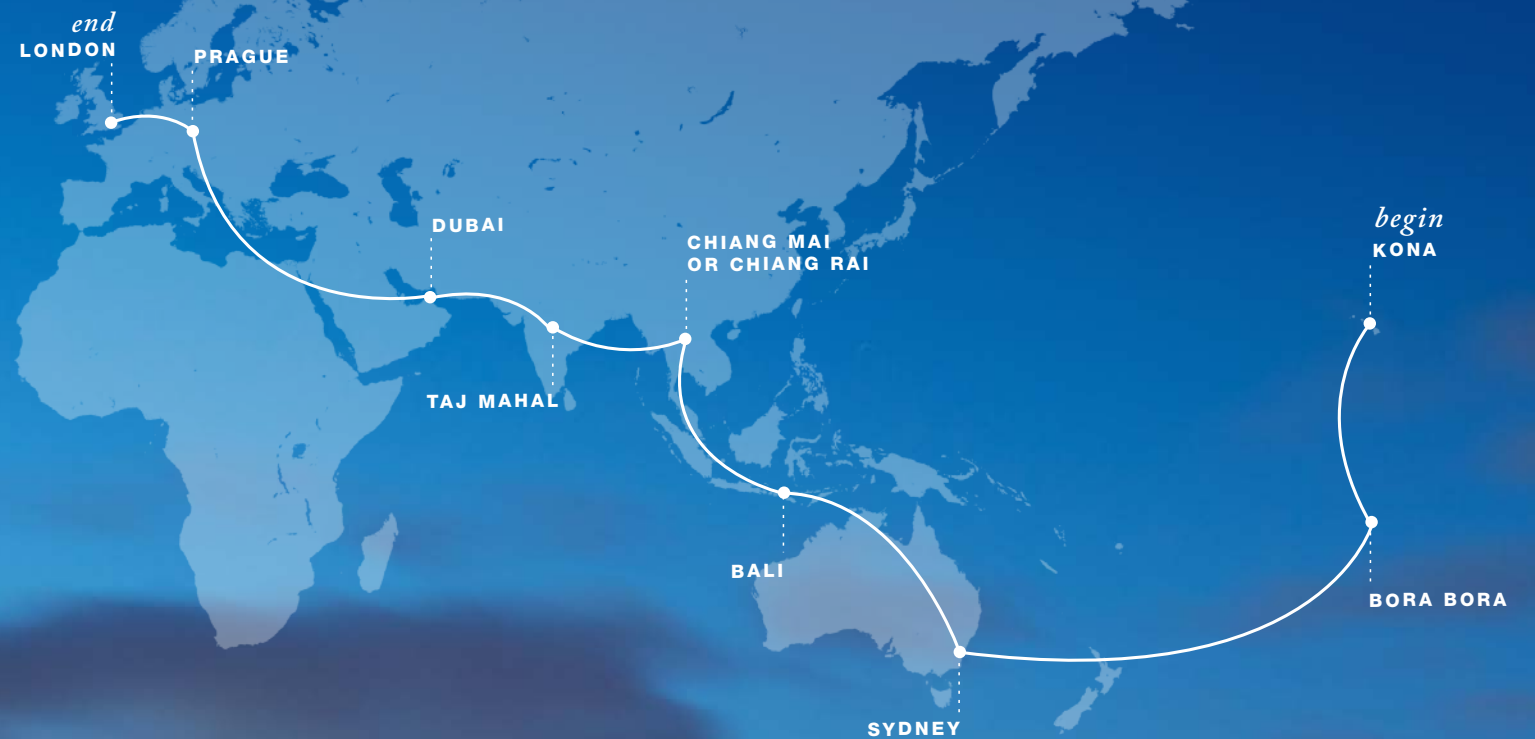 end
LONDON
PRAGUE
DUBAI
CHIANG MAI
OR CHIANG RAI
begin
KONA
TAJ MAHAL
BALI
BORA BORA
SYDNEY